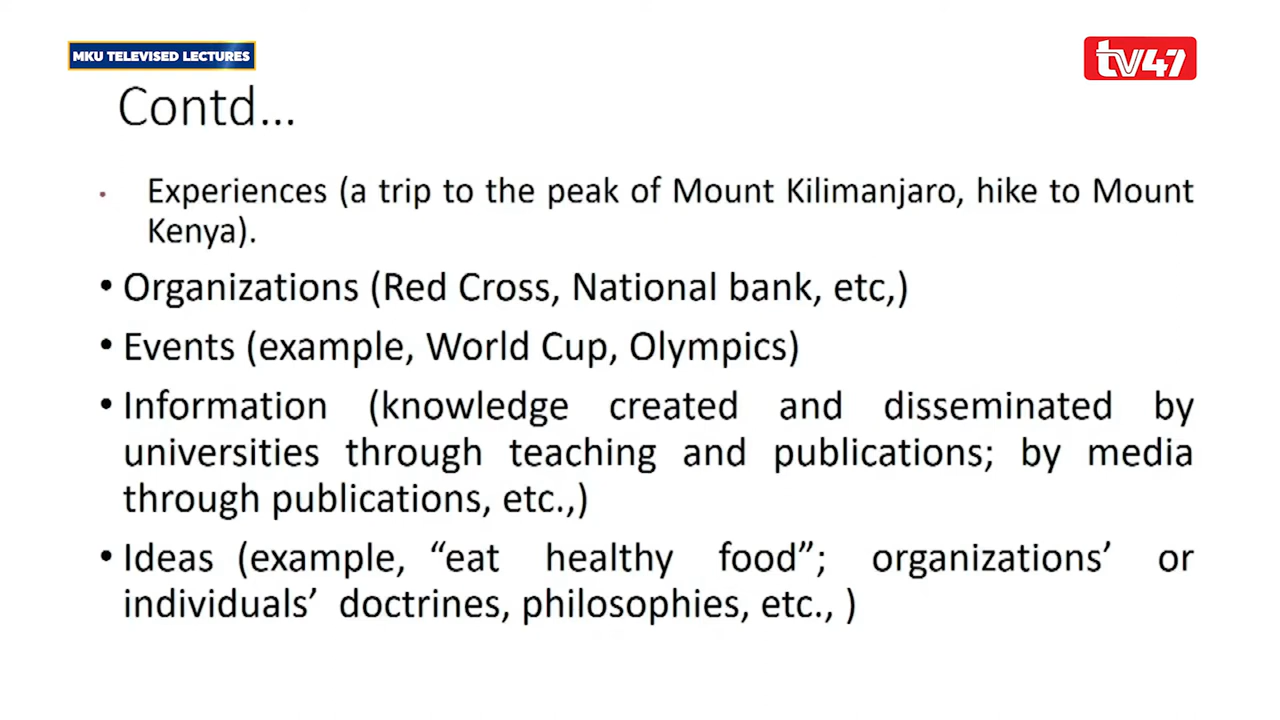 MKU TELEVISED LECTURES
tv47
Contd...
• Experiences (a trip to the peak of Mount Kilimanjaro, hike to Mount
Kenya).
• Organizations (Red Cross, National bank, etc,)
• Events (example, World Cup, Olympics)
• Information (knowledge created and disseminated by
universities through teaching and publications; by media
through publications, etc.,)
• Ideas (example, “eat healthy food”; organizations’ or
individuals’ doctrines, philosophies, etc., )